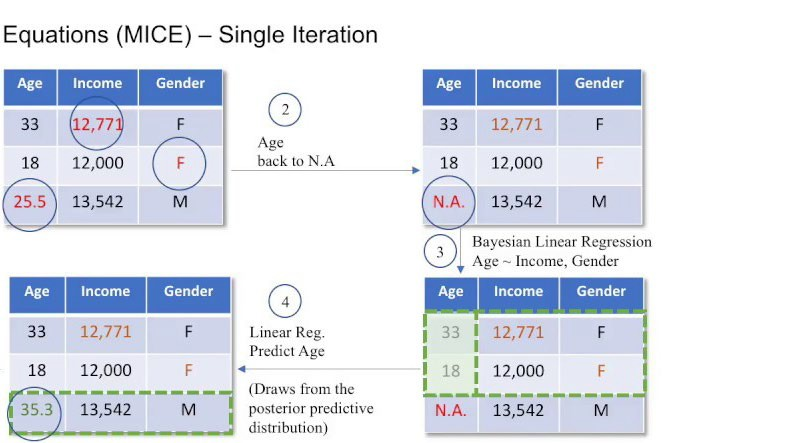 Equations (MICE) – Single Iteration
Age Income Gender
33 12,771 F
18 12,000 F
25.5 13,542 M
2
Age
back to N.A
Age Income Gender
33 12,771 F
18 12,000 F
N.A. 13,542 M
3
Bayesian Linear Regression
Age ~ Income, Gender
Age Income Gender
33 12,771 F
18 12,000 F
N.A. 13,542 M
4
Linear Reg.
Predict Age
(Draws from the
posterior predictive
distribution)
Age Income Gender
33 12,771 F
18 12,000 F
35.3 13,542 M